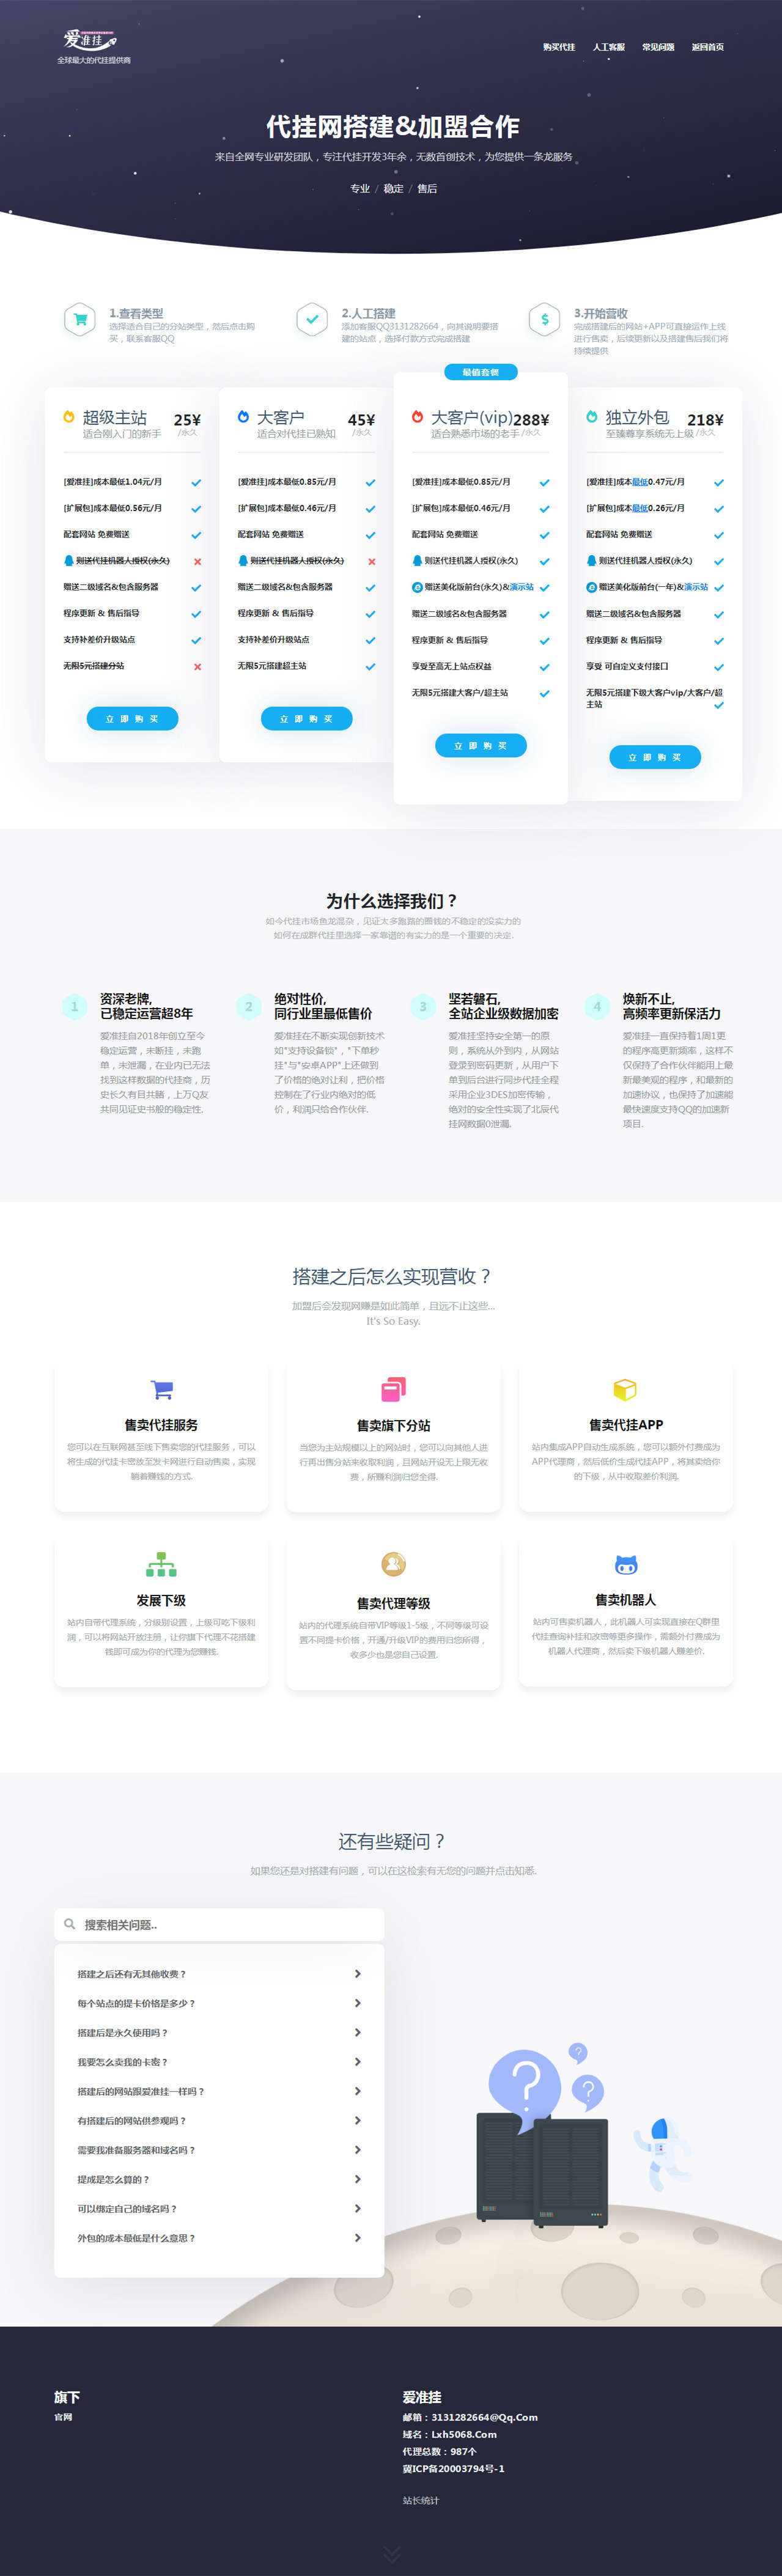 爱准挂
全球最大的代挂提供商
购买代挂 人工客服 常见问题 返回首页
代挂网搭建&加盟合作
来自全网专业研发团队，专注代挂开发3年余，无数首创技术，为您提供一条龙服务
专业 / 稳定 / 售后
1.查看类型
选择适合自己的分站类型，然后点击购
买，联系客服QQ
2.人工搭建
添加客服QQ3131282664，向其说明要搭
建的站点，选择付款方式完成搭建
3.开始营收
完成搭建后的网站+APP可直接运作上线
进行售卖，后续更新以及搭建售后我们将
持续提供
超级主站 25¥
适合刚入门的新手 /永久
[爱准挂]成本最低1.04元/月
[扩展包]成本最低0.56元/月
配套网站 免费赠送
则送代挂机器人授权(永久)
赠送二级域名&包含服务器
程序更新 & 售后指导
支持补差价升级站点
无限5元搭建分站
立 即 购 买
大客户 45¥
适合对代挂已熟知 /永久
[爱准挂]成本最低0.85元/月
[扩展包]成本最低0.46元/月
配套网站 免费赠送
则送代挂机器人授权(永久)
赠送二级域名&包含服务器
程序更新 & 售后指导
支持补差价升级站点
无限5元搭建超主站
立 即 购 买
最值套餐
大客户(vip) 288¥
适合熟悉市场的老手 /永久
[爱准挂]成本最低0.85元/月
[扩展包]成本最低0.46元/月
配套网站 免费赠送
则送代挂机器人授权(永久)
赠送美化版前台(永久)&演示站
赠送二级域名&包含服务器
程序更新 & 售后指导
享受至高无上站点权益
无限5元搭建大客户/超主站
立 即 购 买
独立外包 218¥
至臻尊享系统无上级 /永久
[爱准挂]成本最低0.47元/月
[扩展包]成本最低0.26元/月
配套网站 免费赠送
则送代挂机器人授权(永久)
赠送美化版前台(一年)&演示站
赠送二级域名&包含服务器
程序更新 & 售后指导
享受 可自定义支付接口
无限5元搭建下级大客户vip/大客户/超
主站
立 即 购 买
为什么选择我们？
如今代挂市场鱼龙混杂，见证太多跑路的圈钱的不稳定的没实力的
如何在成群代挂里选择一家靠谱的有实力的是一个重要的决定.
1
资深老牌,
已稳定运营超8年
爱准挂自2018年创立至今
稳定运营，未断挂，未跑
单，未泄漏，在业内已无法
找到这样数据的代挂商，历
史长久有目共睹，上万Q友
共同见证史书般的稳定性.
2
绝对性价,
同行业里最低售价
爱准挂在不断实现创新技术
如"支持设备锁"，"下单秒
挂"与"安卓APP"上还做到
了价格的绝对让利，把价格
控制在了行业内绝对的低
价，利润只给合作伙伴.
3
坚若磐石,
全站企业级数据加密
爱准挂坚持安全第一的原
则，系统从外到内，从网站
登录到密码更新，从用户下
单到后台进行同步代挂全程
采用企业3DES加密传输，
绝对的安全性实现了北辰代
挂网数据0泄漏.
4
焕新不止,
高频率更新保活力
爱准挂一直保持着1周1更
的程序高更新频率，这样不
仅保持了合作伙伴能用上最
新最美观的程序，和最新的
加速协议，也保持了加速能
最快速度支持QQ的加速新
项目.
搭建之后怎么实现营收？
加盟后会发现网赚是如此简单，且远不止这些...
It's So Easy.
售卖代挂服务
您可以在互联网甚至线下售卖您的代挂服务，可以
将生成的代挂卡密放至发卡网进行自动售卖，实现
躺着赚钱的方式.
售卖旗下分站
当您为主站规模以上的网站时，您可以向其他人进
行再出售分站来收取利润，且网站开设无上限无收
费，所赚利润归您全得.
售卖代挂APP
站内集成APP自动生成系统，您可以额外付费成为
APP代理商，然后低价生成代挂APP，将其卖给你
的下级，从中收取差价利润.
发展下级
站内自带代理系统，分级别设置，上级可吃下级利
润，可以将网站开放注册，让你旗下代理不花搭建
钱即可成为你的代理为您赚钱.
售卖代理等级
站内的代理系统自带VIP等级1-5级，不同等级可设
置不同提卡价格，开通/升级VIP的费用归您所得，
收多少也是您自己设置.
售卖机器人
站内可售卖机器人，此机器人可实现直接在Q群里
代挂查询补挂和改密等更多操作，需额外付费成为
机器人代理商，然后卖下级机器人赚差价.
还有些疑问？
如果您还是对搭建有问题，可以在这检索有无您的问题并点击知悉.
搜索相关问题..
搭建之后还有无其他收费？
每个站点的提卡价格是多少？
搭建后是永久使用吗？
我要怎么卖我的卡密？
搭建后的网站跟爱准挂一样吗？
有搭建后的网站供参观吗？
需要我准备服务器和域名吗？
提成是怎么算的？
可以绑定自己的域名吗？
外包的成本最低是什么意思？
旗下
官网
爱准挂
邮箱：3131282664@Qq.Com
域名：Lxh5068.Com
代理总数：987个
冀ICP备20003794号-1
站长统计